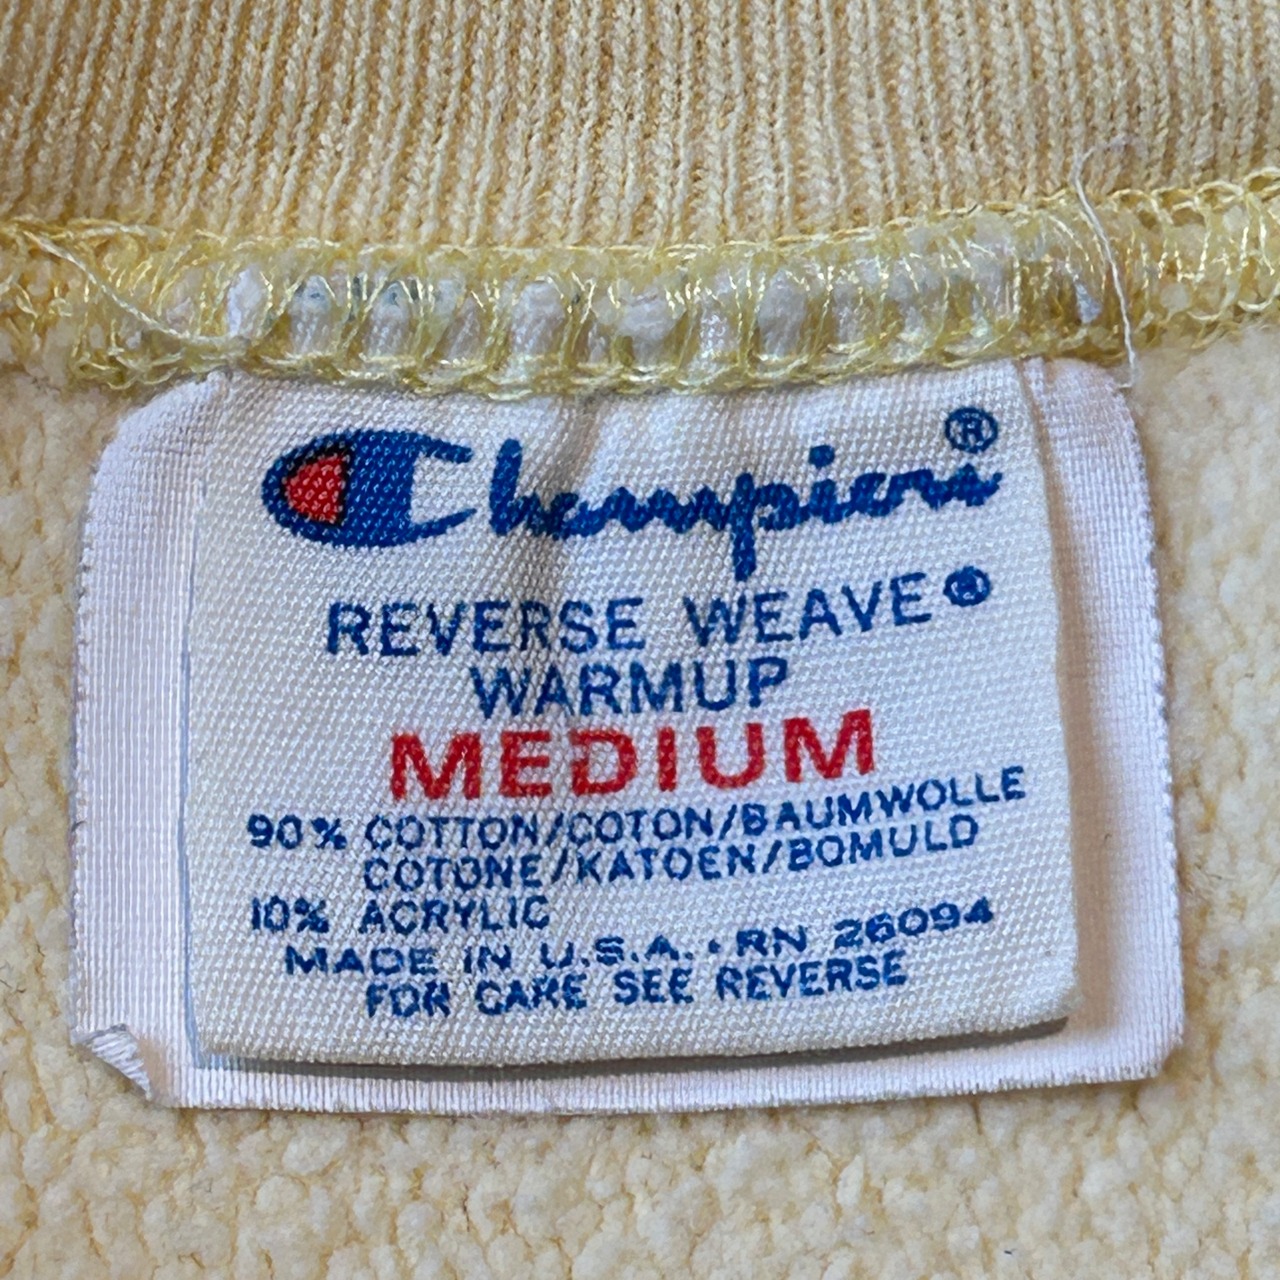 Champion®
REVERSE WEAVE®
WARMUP
MEDIUM
90% COTTON/COTON/BAUMWOLLE
COTONE/KATOEN/BOMULD
10% ACRYLIC
MADE IN U.S.A. • RN 26094
FOR CARE SEE REVERSE